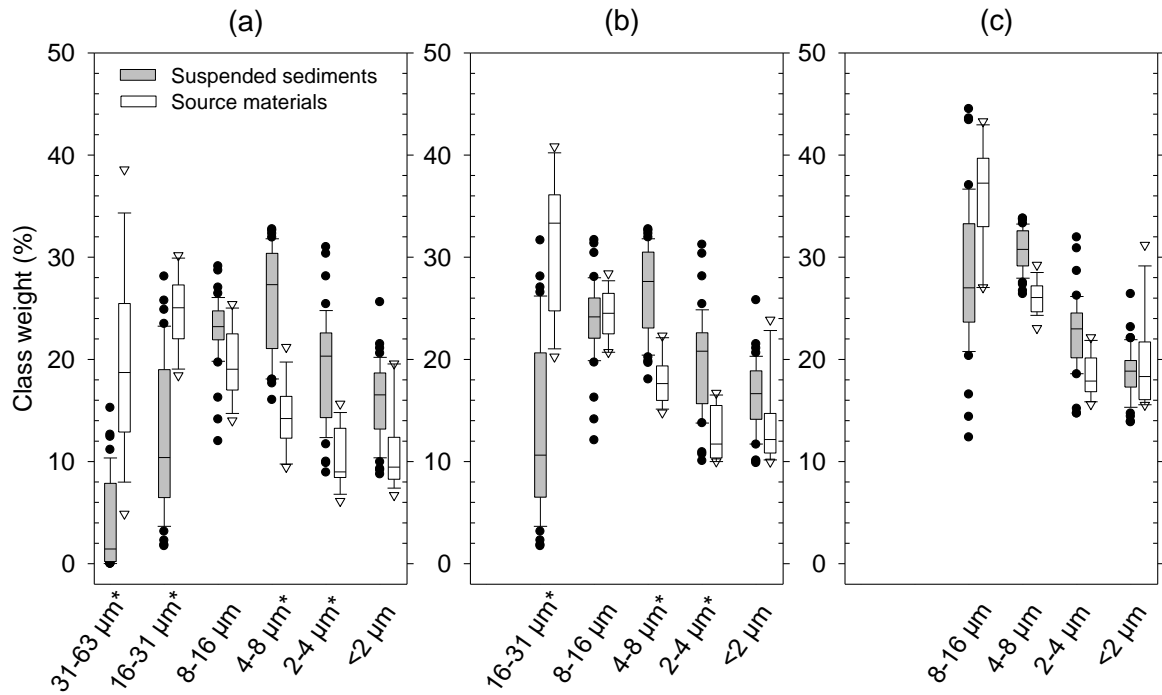 (a) (b) (c)
50 50 50
Suspended sediments
Source materials
40 40 40
30 30 30
20 20 20
10 10 10
0 0 0
Class weight (%)
31-63 µm*
16-31 µm*
8-16 µm
4-8 µm*
2-4 µm*
<2 µm
16-31 µm*
8-16 µm
4-8 µm*
2-4 µm*
<2 µm
8-16 µm
4-8 µm
2-4 µm
<2 µm